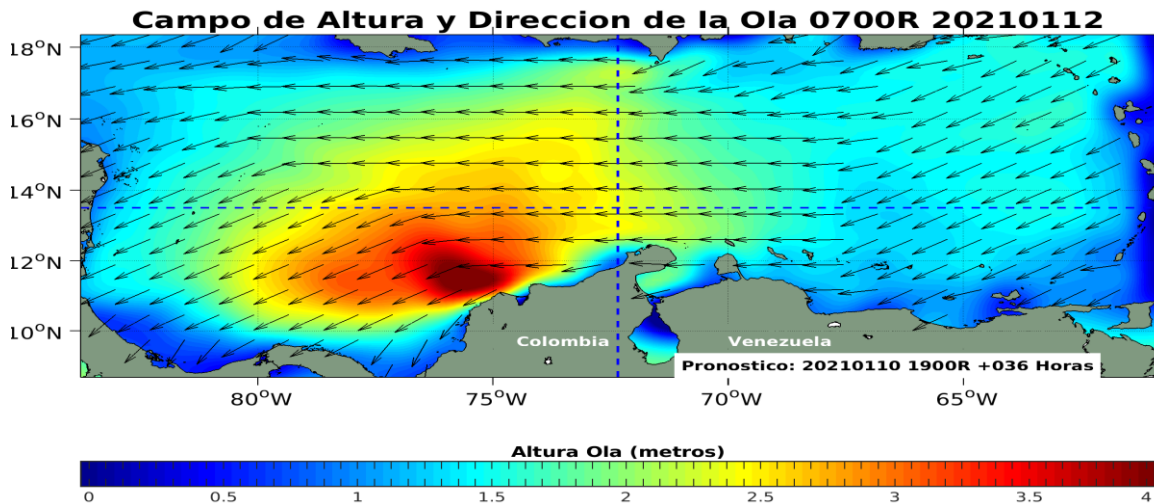 Campo de Altura y Direccion de la Ola 0700R 20210112
18°N
16°N
14°N
12°N
10°N
Colombia
Venezuela
Pronostico: 20210110 1900R +036 Horas
80°W 75°W 70°W 65°W
Altura Ola (metros)
0 0.5 1 1.5 2 2.5 3 3.5 4